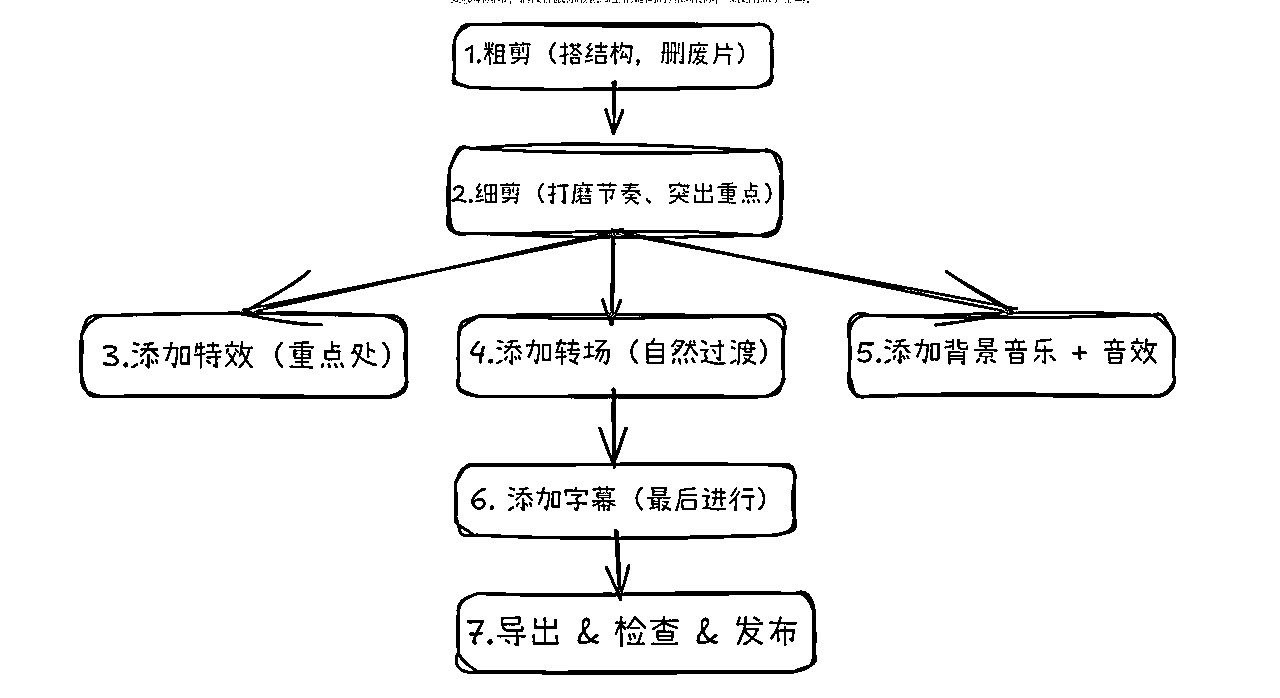 1.粗剪（搭结构，删废片）
2.细剪（打磨节奏、突出重点）
3.添加特效（重点处）
4.添加转场（自然过渡）
5.添加背景音乐 + 音效
6. 添加字幕（最后进行）
7.导出 & 检查 & 发布